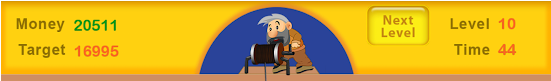 Money 20511
Target 16995
Next
Level
Level 10
Time 44